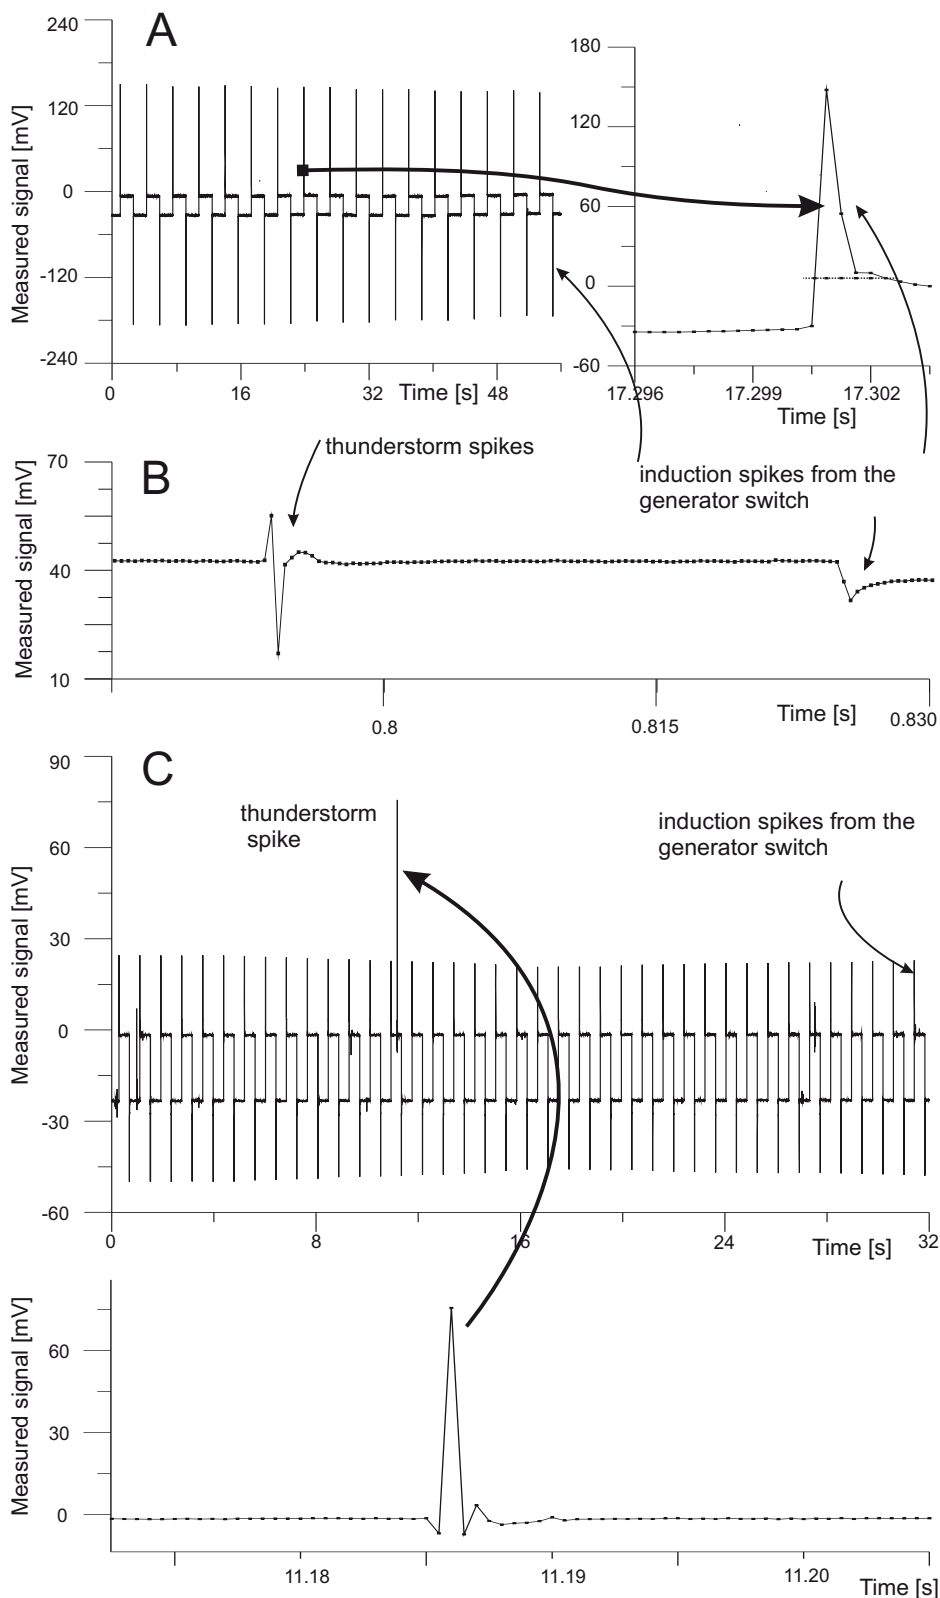 A
240
120
0
-120
-240
Measured signal [mV]
0
16
32
Time [s]
48
180
120
60
0
-60
17.296
17.299
17.302
Time [s]
thunderstorm spikes
induction spikes from the
generator switch
B
70
40
10
Measured signal [mV]
0.8
0.815
Time [s]
0.830
C
90
60
30
0
-30
-60
Measured signal [mV]
thunderstorm
spike
induction spikes from the
generator switch
0
8
16
24
Time [s]
32
60
30
0
Measured signal [mV]
11.18
11.19
11.20
Time [s]